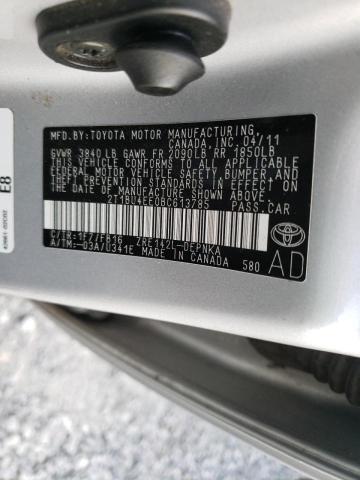 MFD.BY:TOYOTA MOTOR MANUFACTURING,
CANADA, INC. 04/11
GVWR 3840 LB GAWR FR 2090LB RR 1850LB
THIS VEHICLE CONFORMS TO ALL APPLICABLE
FEDERAL MOTOR VEHICLE SAFETY, BUMPER, AND
THEFT PREVENTION STANDARDS IN EFFECT ON
THE DATE OF MANUFACTURE SHOWN ABOVE.
2T1BU4EE0BC613785 PASS.CAR
C/TR:1F7/FB16 ZRE142L-DEPNKA
A/TM:-03A/U341E MADE IN CANADA 580
AD
E8